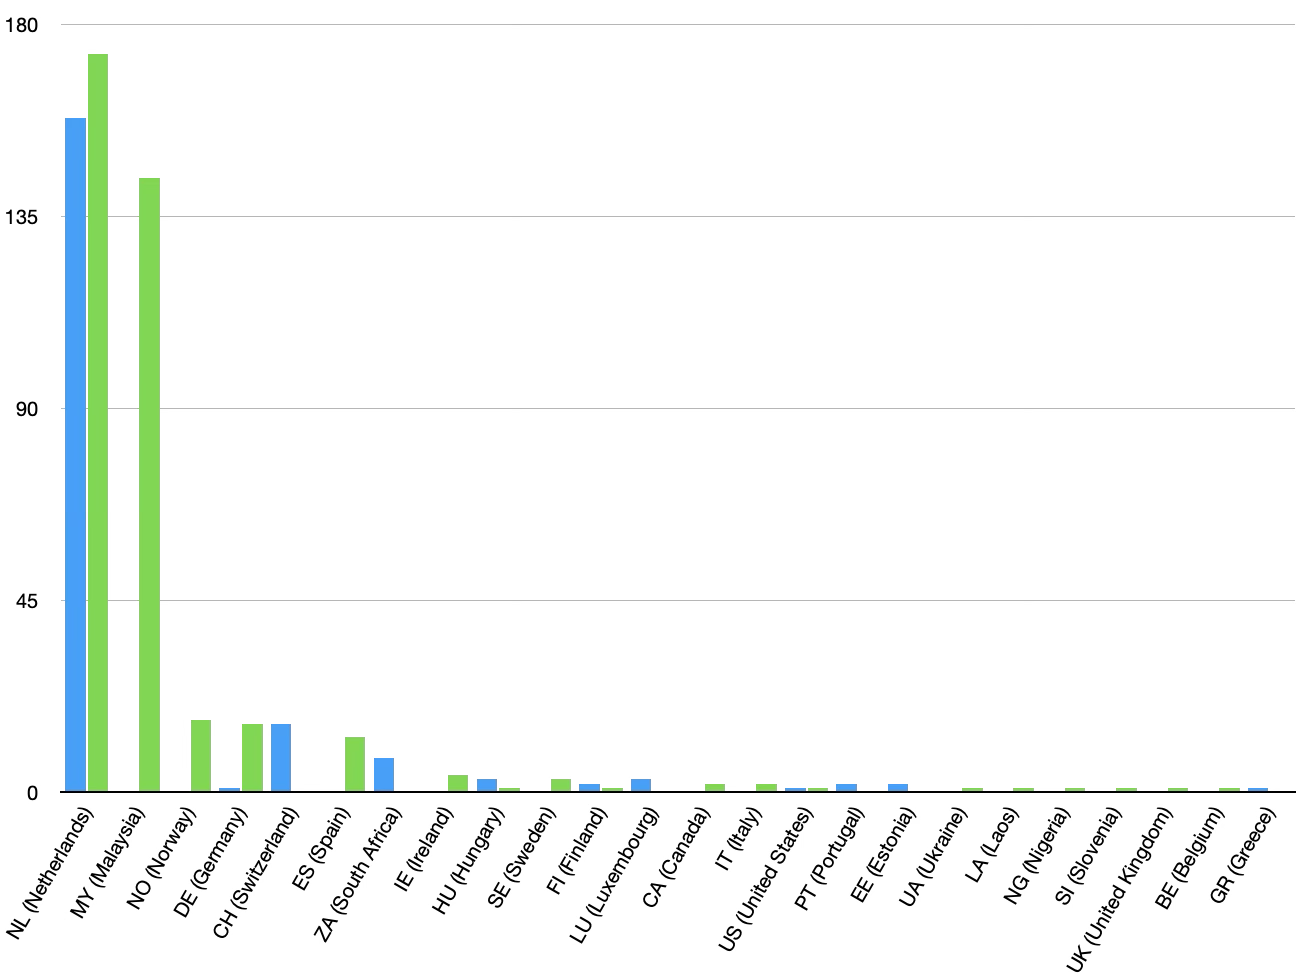 180
135
90
45
0
NL (Netherlands)
MY (Malaysia)
NO (Norway)
DE (Germany)
CH (Switzerland)
ES (Spain)
ZA (South Africa)
IE (Ireland)
HU (Hungary)
SE (Sweden)
FI (Finland)
LU (Luxembourg)
CA (Canada)
IT (Italy)
US (United States)
PT (Portugal)
EE (Estonia)
UA (Ukraine)
LA (Laos)
NG (Nigeria)
SI (Slovenia)
UK (United Kingdom)
BE (Belgium)
GR (Greece)